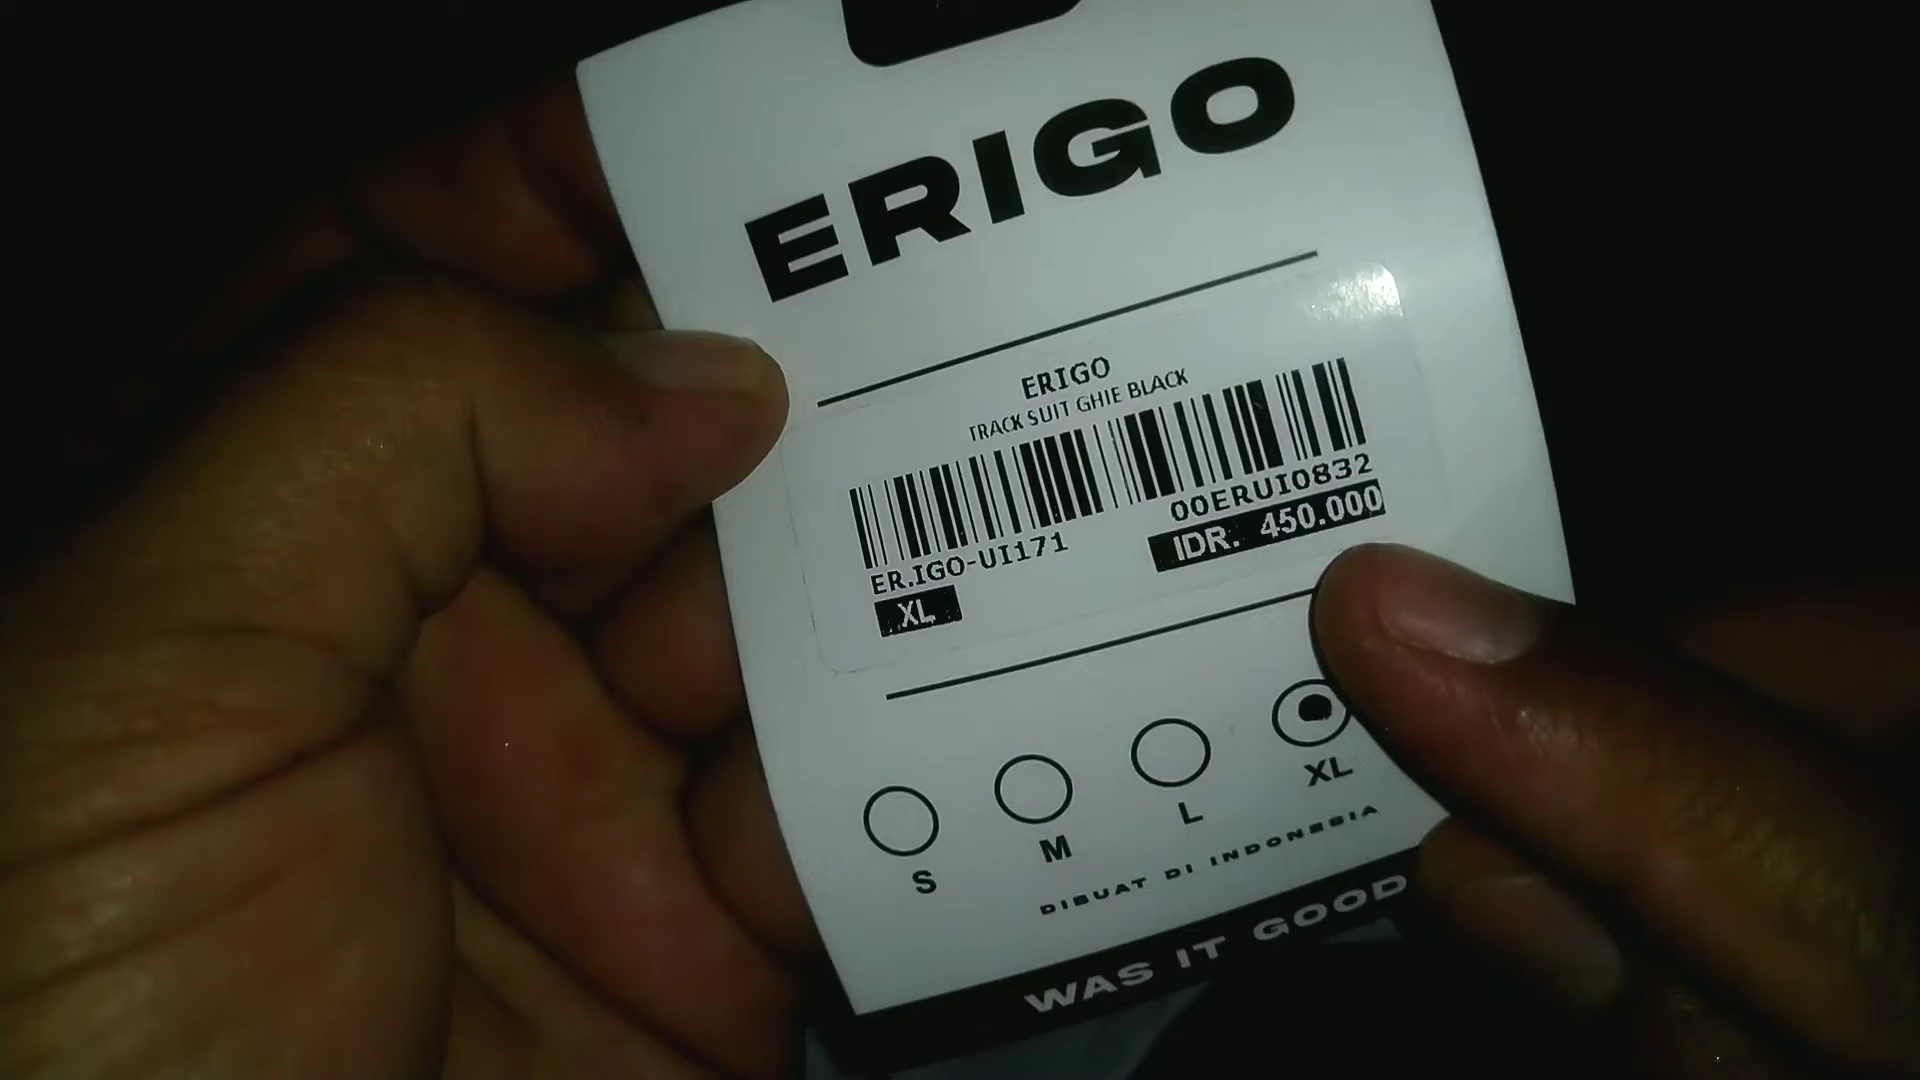 ERIGO
ERIGO
TRACK SUIT GHIE BLACK
00ERUI0832
ER.IGO-UI171
IDR. 450.000
XL
S M L XL
DIBUAT DI INDONESIA
WAS IT GOOD